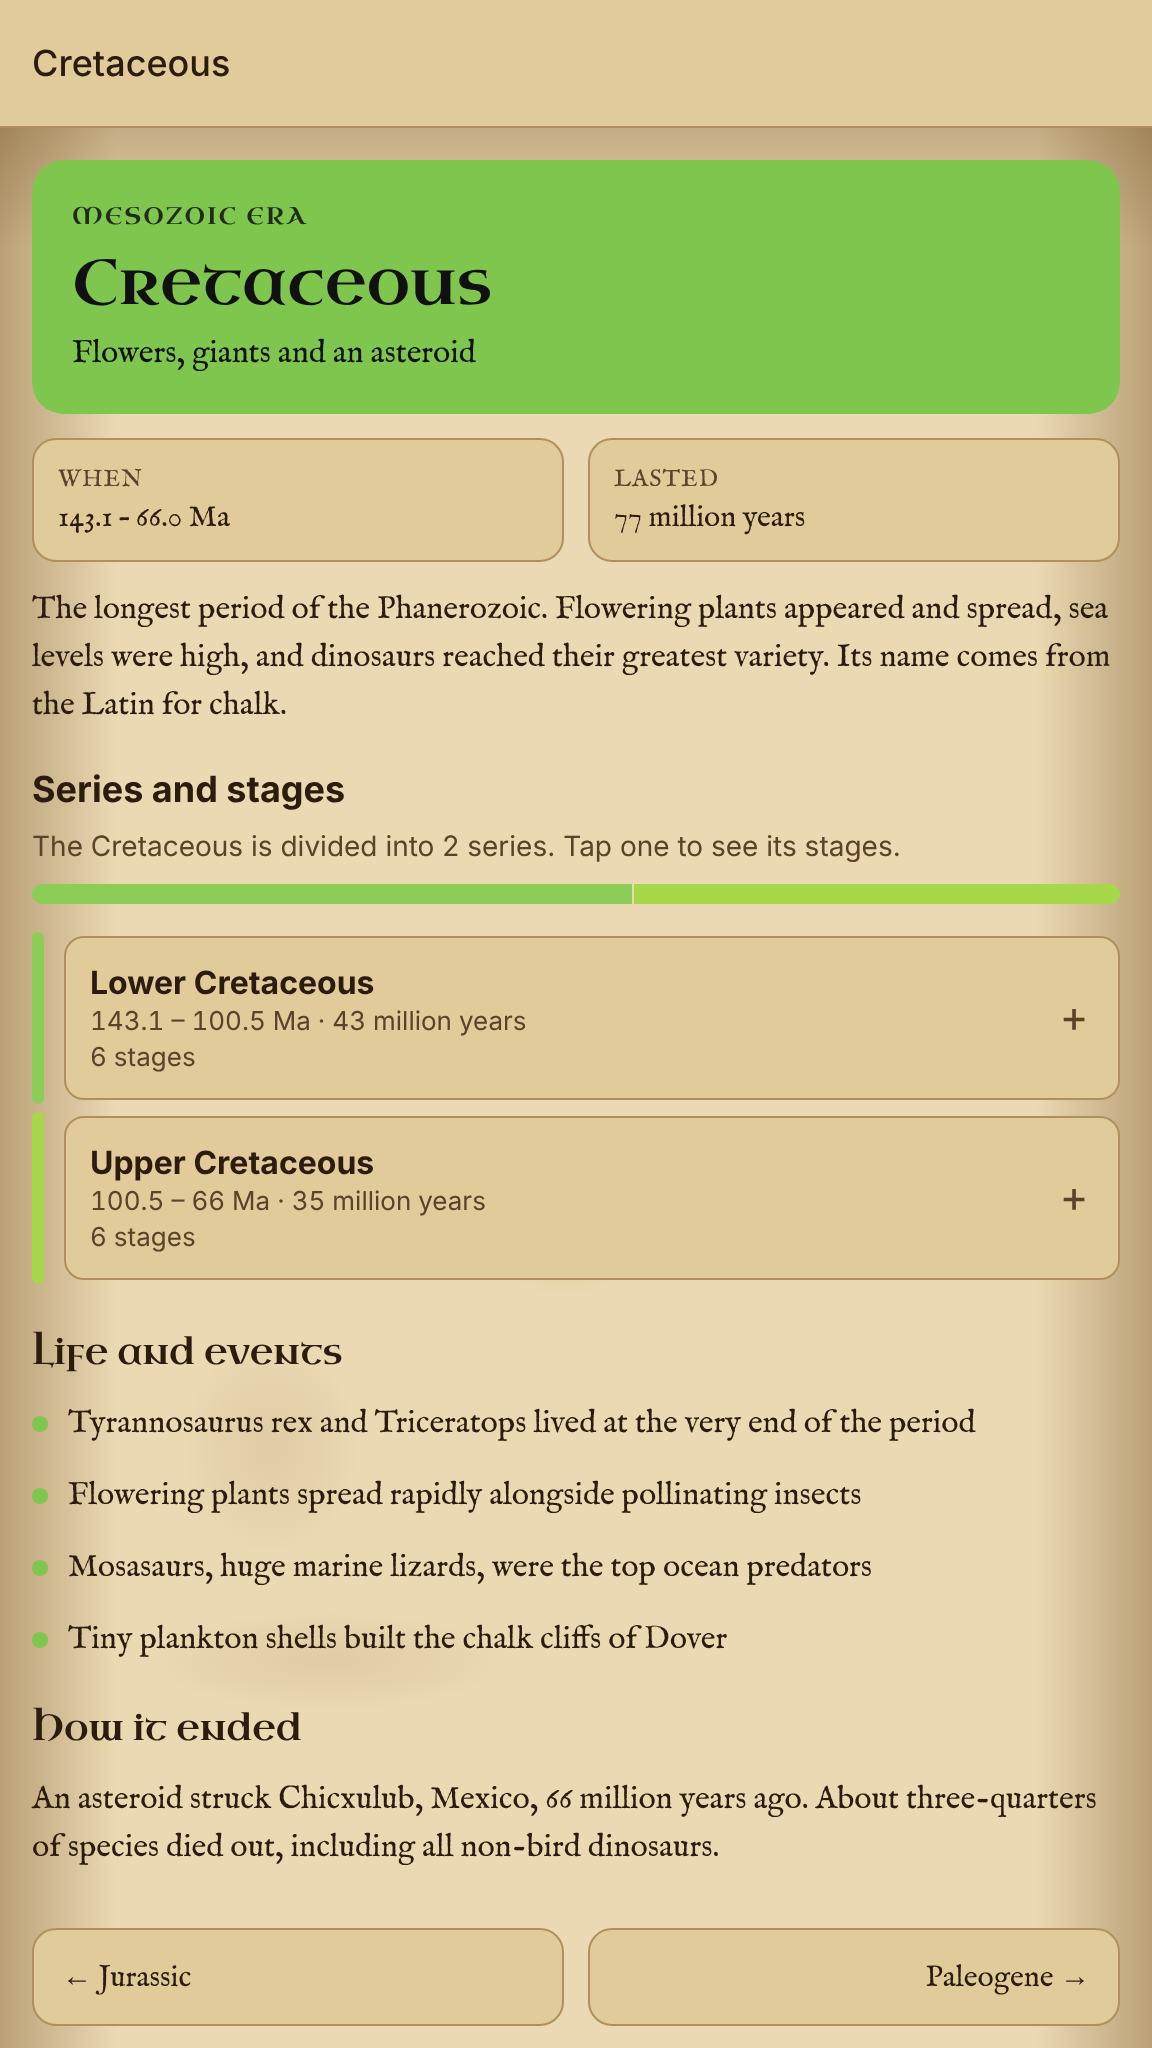 Cretaceous
MESOZOIC ERA
Cretaceous
Flowers, giants and an asteroid
WHEN
143.1 – 66.0 Ma
LASTED
77 million years
The longest period of the Phanerozoic. Flowering plants appeared and spread, sea
levels were high, and dinosaurs reached their greatest variety. Its name comes from
the Latin for chalk.
Series and stages
The Cretaceous is divided into 2 series. Tap one to see its stages.
Lower Cretaceous
143.1 – 100.5 Ma · 43 million years
6 stages
+
Upper Cretaceous
100.5 – 66 Ma · 35 million years
6 stages
+
Life and events
Tyrannosaurus rex and Triceratops lived at the very end of the period
Flowering plants spread rapidly alongside pollinating insects
Mosasaurs, huge marine lizards, were the top ocean predators
Tiny plankton shells built the chalk cliffs of Dover
How it ended
An asteroid struck Chicxulub, Mexico, 66 million years ago. About three-quarters
of species died out, including all non-bird dinosaurs.
← Jurassic
Paleogene →